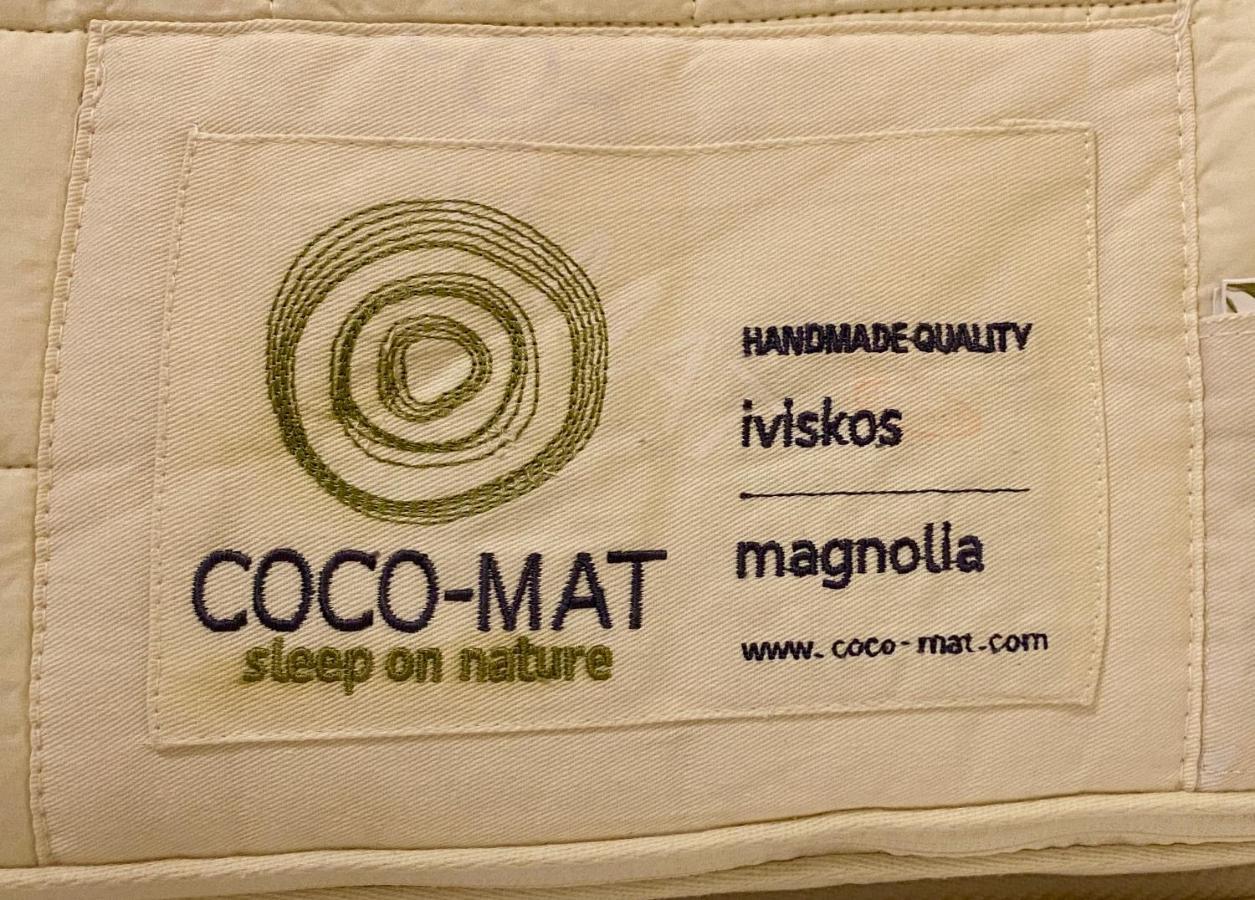 COCO-MAT
sleep on nature
HANDMADE QUALITY
iviskos
magnolia
www.coco-mat.com